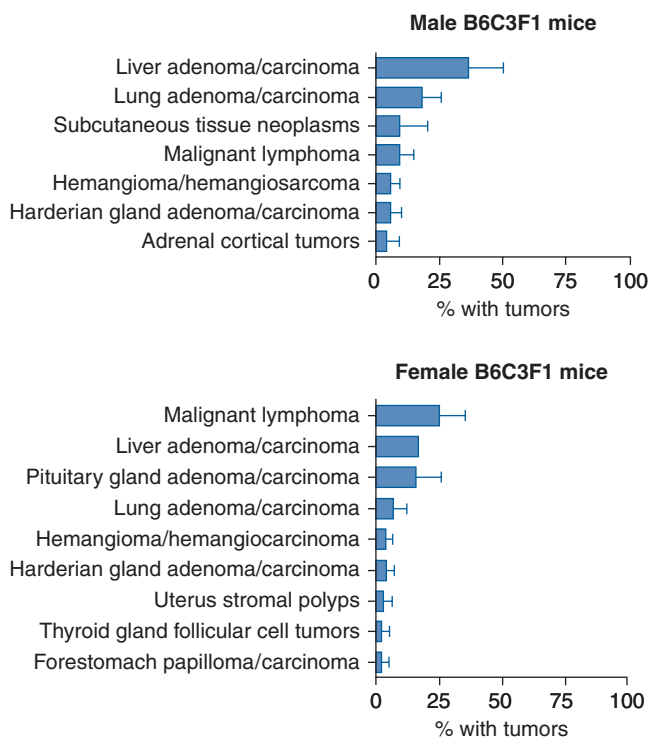 Male B6C3F1 mice
Liver adenoma/carcinoma
Lung adenoma/carcinoma
Subcutaneous tissue neoplasms
Malignant lymphoma
Hemangioma/hemangiosarcoma
Harderian gland adenoma/carcinoma
Adrenal cortical tumors
0 25 50 75 100
% with tumors
Female B6C3F1 mice
Malignant lymphoma
Liver adenoma/carcinoma
Pituitary gland adenoma/carcinoma
Lung adenoma/carcinoma
Hemangioma/hemangiocarcinoma
Harderian gland adenoma/carcinoma
Uterus stromal polyps
Thyroid gland follicular cell tumors
Forestomach papilloma/carcinoma
0 25 50 75 100
% with tumors